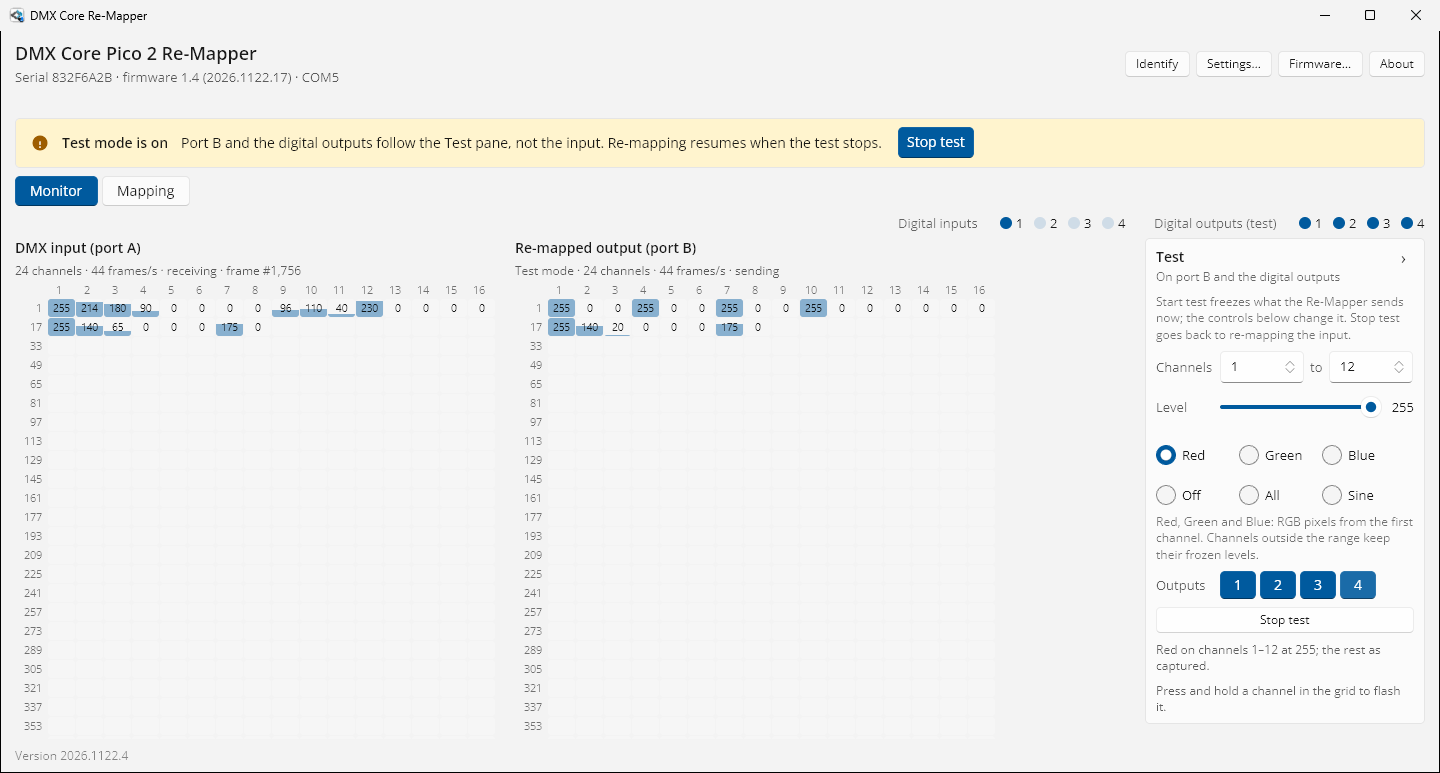 DMX Core Re-Mapper
DMX Core Pico 2 Re-Mapper
Serial 832F6A2B · firmware 1.4 (2026.1122.17) · COM5
Identify Settings... Firmware... About
Test mode is on Port B and the digital outputs follow the Test pane, not the input. Re-mapping resumes when the test stops. Stop test
Monitor Mapping
Digital inputs 1 2 3 4 Digital outputs (test) 1 2 3 4
DMX input (port A)
24 channels · 44 frames/s · receiving · frame #1,756
1 2 3 4 5 6 7 8 9 10 11 12 13 14 15 16
1 255 214 180 90 0 0 0 0 96 110 40 230 0 0 0 0
17 255 140 65 0 0 0 175 0
33
49
65
81
97
113
129
145
161
177
193
209
225
241
257
273
289
305
321
337
353
Re-mapped output (port B)
Test mode · 24 channels · 44 frames/s · sending
1 2 3 4 5 6 7 8 9 10 11 12 13 14 15 16
1 255 0 0 255 0 0 255 0 0 255 0 0 0 0 0 0
17 255 140 20 0 0 0 175 0
33
49
65
81
97
113
129
145
161
177
193
209
225
241
257
273
289
305
321
337
353
Test ›
On port B and the digital outputs
Start test freezes what the Re-Mapper sends
now; the controls below change it. Stop test
goes back to re-mapping the input.
Channels 1 to 12
Level 255
Red Green Blue
Off All Sine
Red, Green and Blue: RGB pixels from the first
channel. Channels outside the range keep
their frozen levels.
Outputs 1 2 3 4
Stop test
Red on channels 1–12 at 255; the rest as
captured.
Press and hold a channel in the grid to flash
it.
Version 2026.1122.4